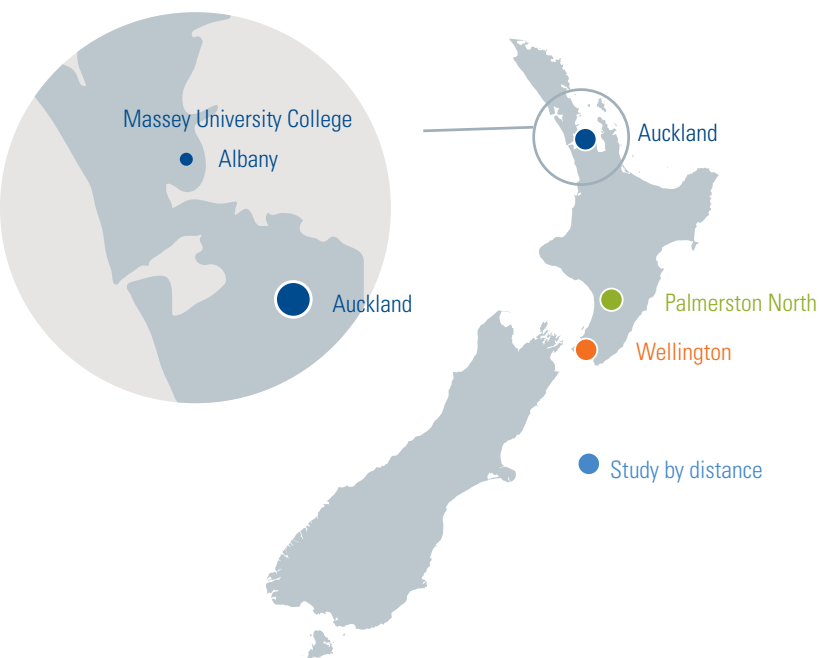 Massey University College
Albany
Auckland
Auckland
Palmerston North
Wellington
Study by distance